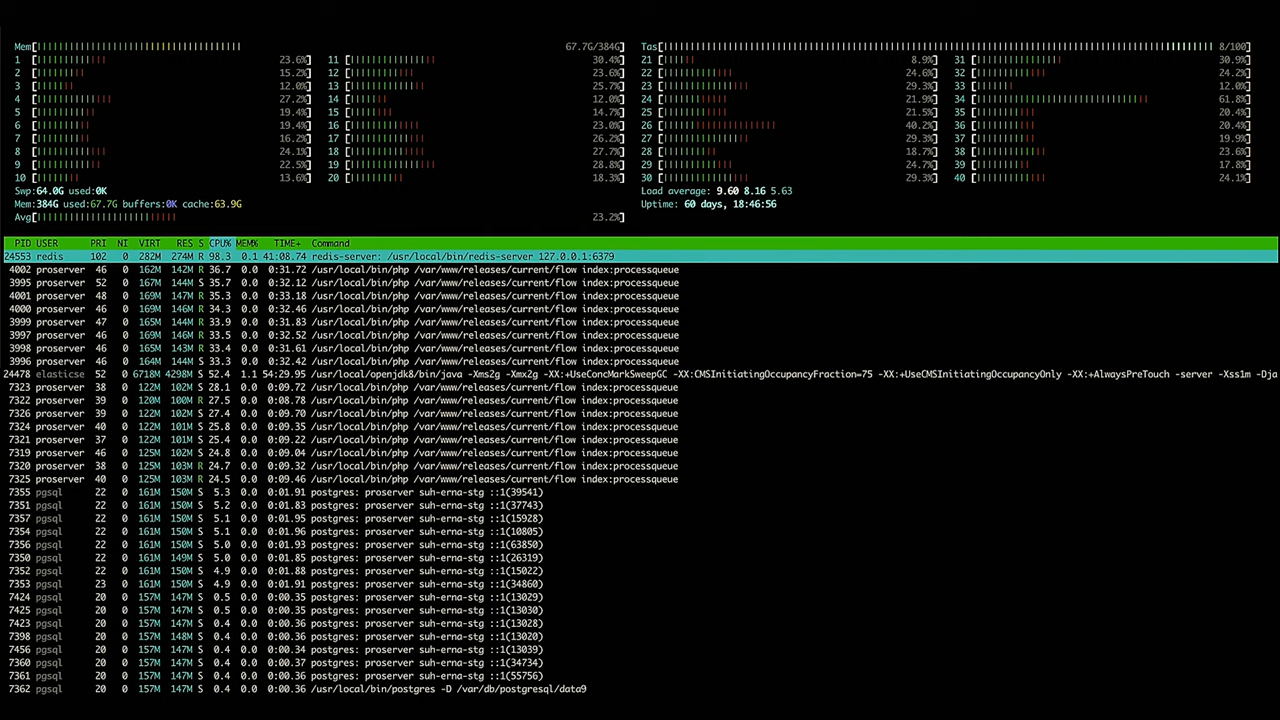 Mem[ 67.7G/384G] Tas[ 8/100]
1 [ 23.6%] 11 [ 30.4%] 21 [ 8.9%] 31 [ 30.9%]
2 [ 15.2%] 12 [ 23.6%] 22 [ 24.6%] 32 [ 24.2%]
3 [ 12.0%] 13 [ 25.7%] 23 [ 29.3%] 33 [ 12.0%]
4 [ 27.2%] 14 [ 12.0%] 24 [ 21.9%] 34 [ 61.8%]
5 [ 19.4%] 15 [ 14.7%] 25 [ 21.5%] 35 [ 20.4%]
6 [ 19.4%] 16 [ 23.0%] 26 [ 40.2%] 36 [ 20.4%]
7 [ 16.2%] 17 [ 28.2%] 27 [ 29.3%] 37 [ 19.9%]
8 [ 24.1%] 18 [ 27.7%] 28 [ 18.7%] 38 [ 23.6%]
9 [ 22.5%] 19 [ 28.8%] 29 [ 24.7%] 39 [ 17.8%]
10 [ 13.6%] 20 [ 18.3%] 30 [ 29.3%] 40 [ 24.1%]
Swp:64.0G used:0K Load average: 9.60 8.16 5.63
Mem:384G used:67.7G buffers:0K cache:63.9G Uptime: 60 days, 18:46:56
Avg[ 23.2%]
PID USER PRI NI VIRT RES S CPU% MEM% TIME+ Command
24553 redis 102 0 282M 274M R 98.3 0.1 41:08.74 redis-server: /usr/local/bin/redis-server 127.0.0.1:6379
4002 proserver 46 0 162M 142M R 36.7 0.0 0:31.72 /usr/local/bin/php /var/www/releases/current/flow index:processqueue
3995 proserver 52 0 167M 144M S 35.7 0.0 0:32.12 /usr/local/bin/php /var/www/releases/current/flow index:processqueue
4001 proserver 48 0 169M 147M R 35.3 0.0 0:33.18 /usr/local/bin/php /var/www/releases/current/flow index:processqueue
4000 proserver 46 0 169M 147M S 34.3 0.0 0:32.46 /usr/local/bin/php /var/www/releases/current/flow index:processqueue
3999 proserver 47 0 165M 144M R 33.9 0.0 0:31.83 /usr/local/bin/php /var/www/releases/current/flow index:processqueue
3997 proserver 46 0 169M 146M S 33.5 0.0 0:32.52 /usr/local/bin/php /var/www/releases/current/flow index:processqueue
3998 proserver 46 0 165M 143M R 33.4 0.0 0:31.61 /usr/local/bin/php /var/www/releases/current/flow index:processqueue
3996 proserver 46 0 164M 144M S 33.3 0.0 0:32.42 /usr/local/bin/php /var/www/releases/current/flow index:processqueue
24478 elasticse 52 0 6718M 4298M S 52.4 1.1 54:29.95 /usr/local/openjdk8/bin/java -Xms2g -Xmx2g -XX:+UseConcMarkSweepGC -XX:CMSInitiatingOccupancyFraction=75 -XX:+UseCMSInitiatingOccupancyOnly -XX:+AlwaysPreTouch -server -Xss1m -Dja
7323 proserver 38 0 122M 102M S 28.1 0.0 0:09.72 /usr/local/bin/php /var/www/releases/current/flow index:processqueue
7322 proserver 39 0 120M 100M R 27.5 0.0 0:08.78 /usr/local/bin/php /var/www/releases/current/flow index:processqueue
7326 proserver 39 0 122M 102M S 27.4 0.0 0:09.70 /usr/local/bin/php /var/www/releases/current/flow index:processqueue
7324 proserver 40 0 122M 101M S 25.8 0.0 0:09.35 /usr/local/bin/php /var/www/releases/current/flow index:processqueue
7321 proserver 37 0 122M 101M S 25.4 0.0 0:09.22 /usr/local/bin/php /var/www/releases/current/flow index:processqueue
7319 proserver 46 0 125M 102M S 24.8 0.0 0:09.04 /usr/local/bin/php /var/www/releases/current/flow index:processqueue
7320 proserver 38 0 125M 103M R 24.7 0.0 0:09.32 /usr/local/bin/php /var/www/releases/current/flow index:processqueue
7325 proserver 40 0 125M 103M R 24.5 0.0 0:09.46 /usr/local/bin/php /var/www/releases/current/flow index:processqueue
7355 pgsql 22 0 161M 150M S 5.3 0.0 0:01.91 postgres: proserver suh-erna-stg ::1(39541)
7351 pgsql 22 0 161M 150M S 5.2 0.0 0:01.83 postgres: proserver suh-erna-stg ::1(37743)
7357 pgsql 22 0 161M 150M S 5.1 0.0 0:01.95 postgres: proserver suh-erna-stg ::1(15928)
7354 pgsql 22 0 161M 150M S 5.1 0.0 0:01.96 postgres: proserver suh-erna-stg ::1(10805)
7356 pgsql 22 0 161M 150M S 5.0 0.0 0:01.93 postgres: proserver suh-erna-stg ::1(63850)
7350 pgsql 22 0 161M 149M S 5.0 0.0 0:01.85 postgres: proserver suh-erna-stg ::1(26319)
7352 pgsql 22 0 161M 150M S 4.9 0.0 0:01.88 postgres: proserver suh-erna-stg ::1(15022)
7353 pgsql 23 0 161M 150M S 4.9 0.0 0:01.91 postgres: proserver suh-erna-stg ::1(34860)
7424 pgsql 20 0 157M 147M S 0.5 0.0 0:00.35 postgres: proserver suh-erna-stg ::1(13029)
7425 pgsql 20 0 157M 147M S 0.5 0.0 0:00.35 postgres: proserver suh-erna-stg ::1(13030)
7423 pgsql 20 0 157M 147M S 0.4 0.0 0:00.36 postgres: proserver suh-erna-stg ::1(13028)
7398 pgsql 20 0 157M 148M S 0.4 0.0 0:00.36 postgres: proserver suh-erna-stg ::1(13020)
7456 pgsql 20 0 157M 147M S 0.4 0.0 0:00.34 postgres: proserver suh-erna-stg ::1(13039)
7360 pgsql 20 0 157M 147M S 0.4 0.0 0:00.37 postgres: proserver suh-erna-stg ::1(34734)
7361 pgsql 20 0 157M 147M S 0.4 0.0 0:00.36 postgres: proserver suh-erna-stg ::1(55756)
7362 pgsql 20 0 157M 147M S 0.4 0.0 0:00.36 /usr/local/bin/postgres -D /var/db/postgresql/data9